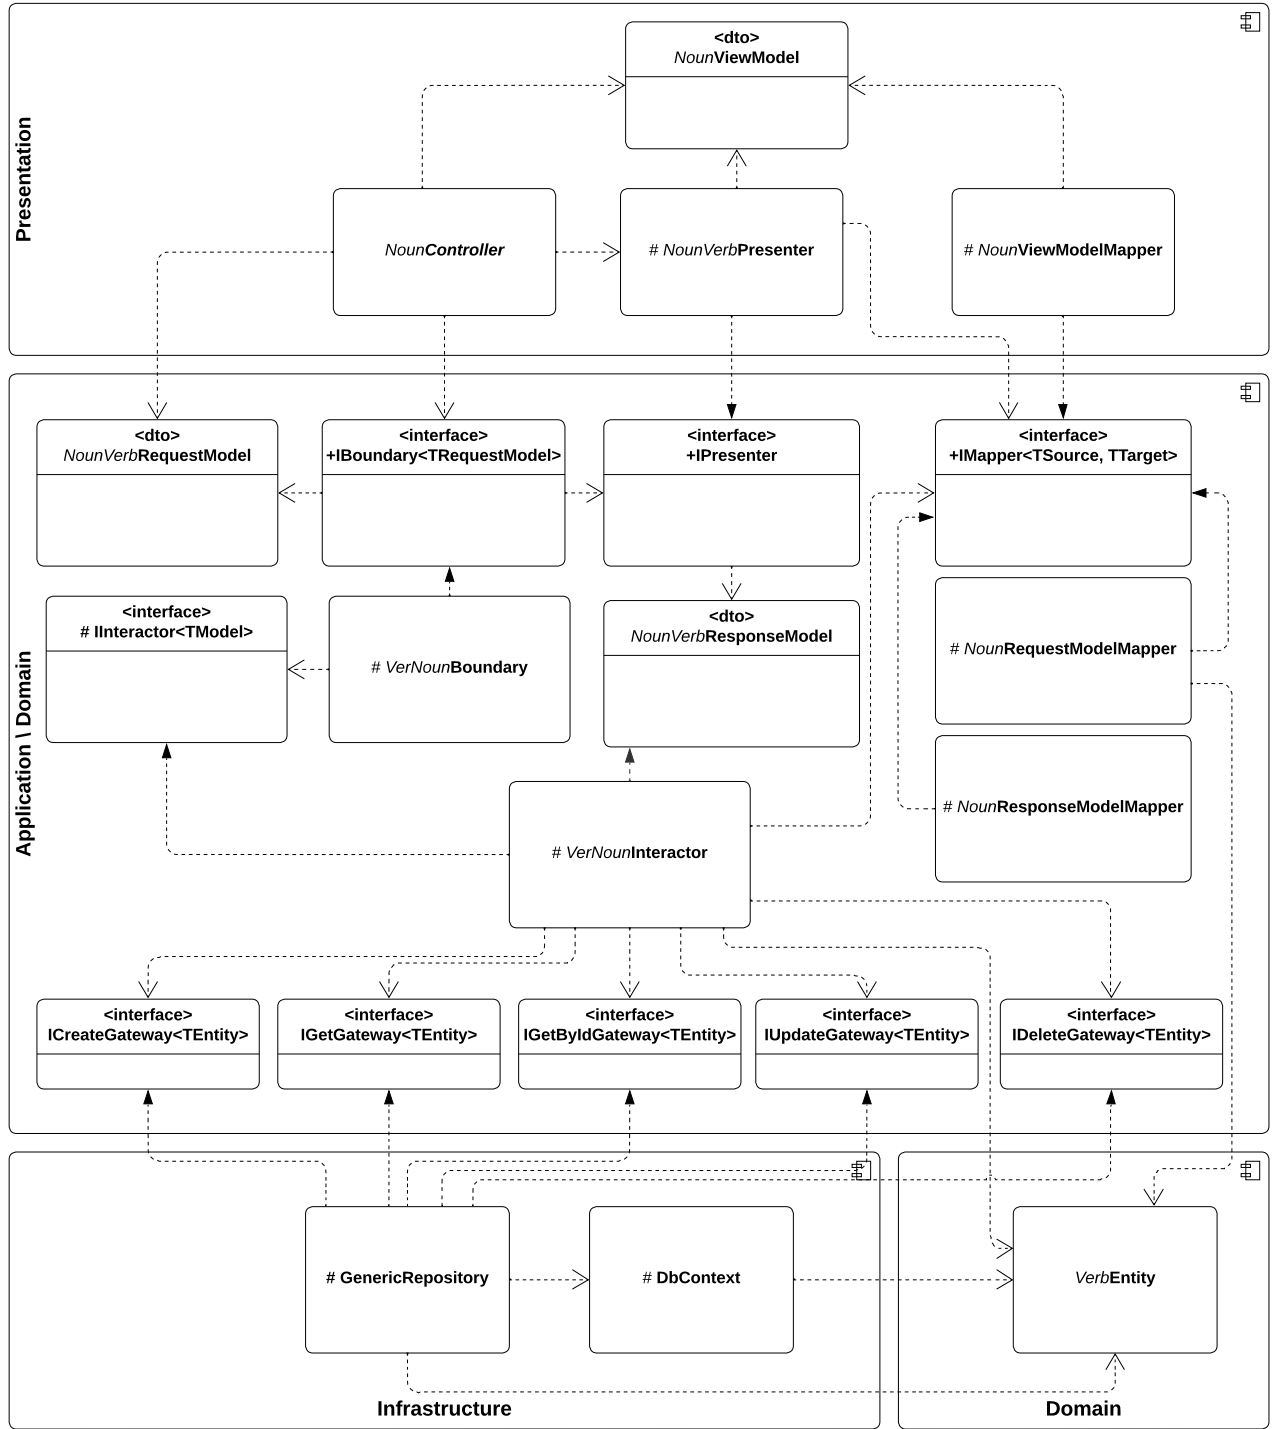 Presentation
<dto>
NounViewModel
NounController
# NounVerbPresenter
# NounViewModelMapper
Application \ Domain
<dto>
NounVerbRequestModel
<interface>
+IBoundary<TRequestModel>
<interface>
+IPresenter
<interface>
+IMapper<TSource, TTarget>
<interface>
# IInteractor<TModel>
# VerNounBoundary
<dto>
NounVerbResponseModel
# NounRequestModelMapper
# NounResponseModelMapper
# VerNounInteractor
<interface>
ICreateGateway<TEntity>
<interface>
IGetGateway<TEntity>
<interface>
IGetByIdGateway<TEntity>
<interface>
IUpdateGateway<TEntity>
<interface>
IDeleteGateway<TEntity>
# GenericRepository
# DbContext
VerbEntity
Infrastructure
Domain